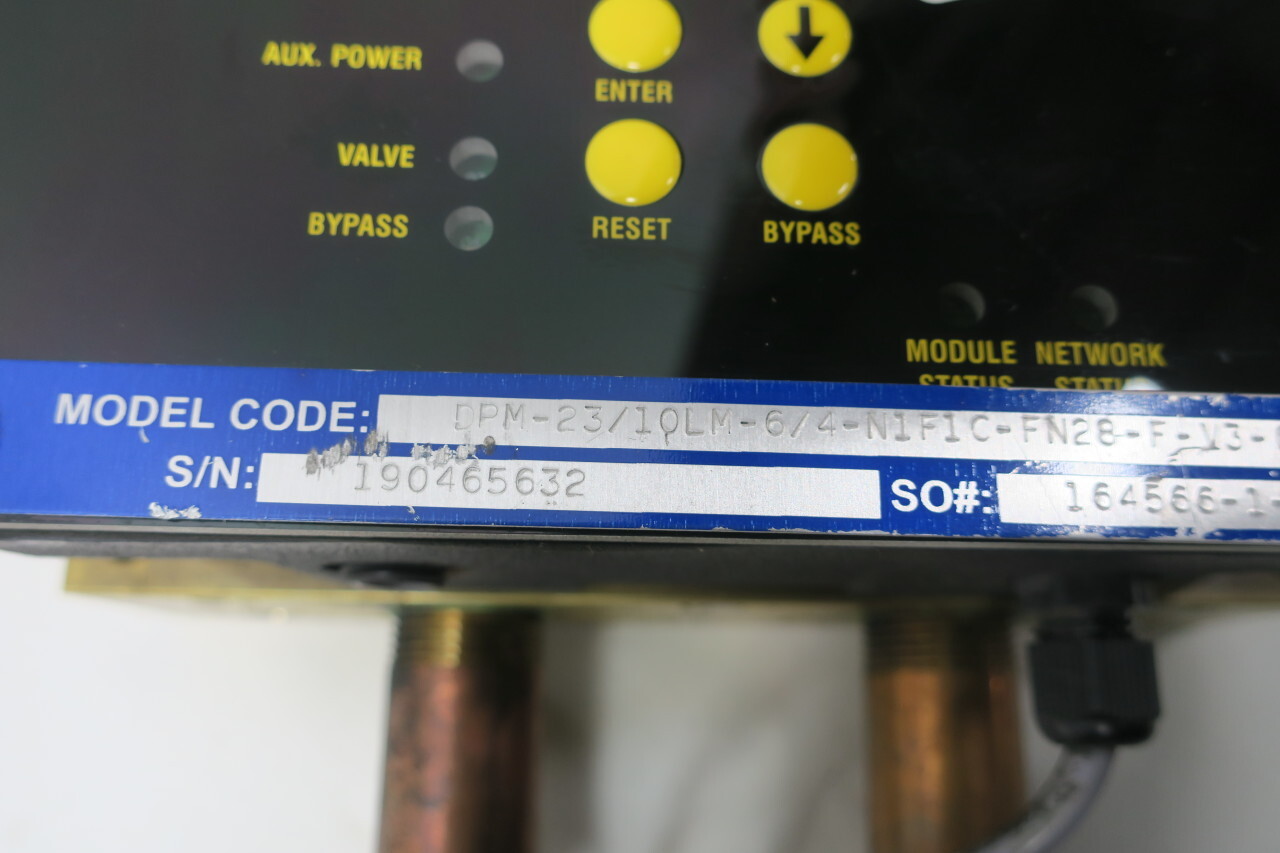 AUX. POWER
ENTER
VALVE
BYPASS
RESET
BYPASS
MODULE NETWORK
STATUS
MODEL CODE: DPM-23/10LM-6/4-N1F1C-FN28-F-V3-
S/N: 190465632
SO#: 164566-1-